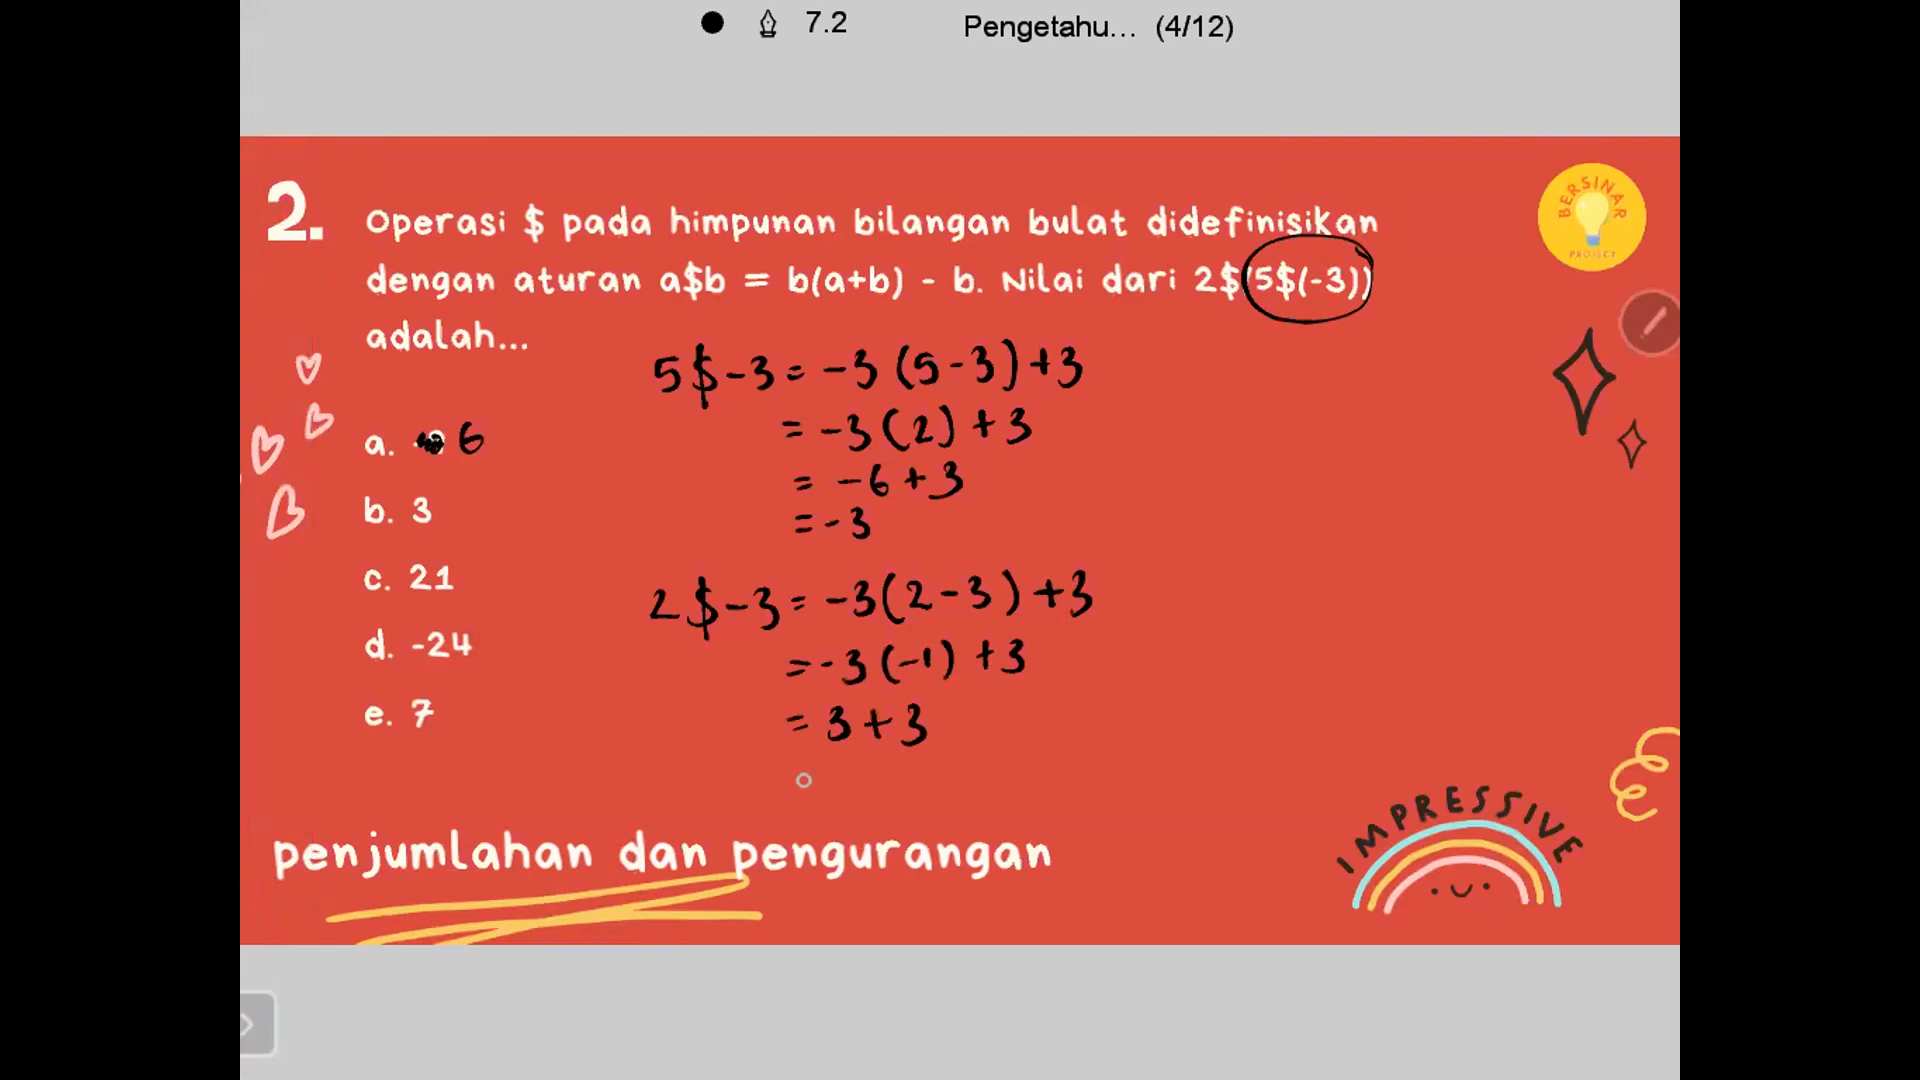 7.2 Pengetahu... (4/12)
2. Operasi $ pada himpunan bilangan bulat didefinisikan
dengan aturan a$b = b(a+b) - b. Nilai dari 2$(5$(-3))
adalah...
a. 6
b. 3
c. 21
d. -24
e. 7
5$-3 = -3(5-3)+3
= -3(2)+3
= -6+3
= -3
2$-3 = -3(2-3)+3
= -3(-1)+3
= 3+3
penjumlahan dan pengurangan
BERSINAR
PROJECT
IMPRESSIVE